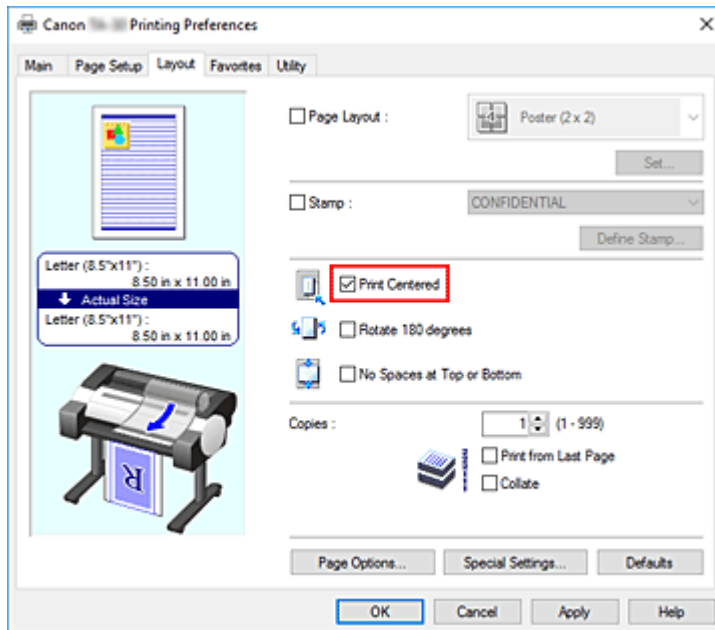 Canon Printing Preferences
Main Page Setup Layout Favorites Utility
Page Layout :
4
Poster (2 x 2)
Set...
Stamp :
CONFIDENTIAL
Define Stamp...
Letter (8.5"x11") :
8.50 in x 11.00 in
Actual Size
Letter (8.5"x11") :
8.50 in x 11.00 in
Print Centered
Rotate 180 degrees
No Spaces at Top or Bottom
R
Copies :
1 (1 - 999)
Print from Last Page
Collate
Page Options... Special Settings... Defaults
OK Cancel Apply Help